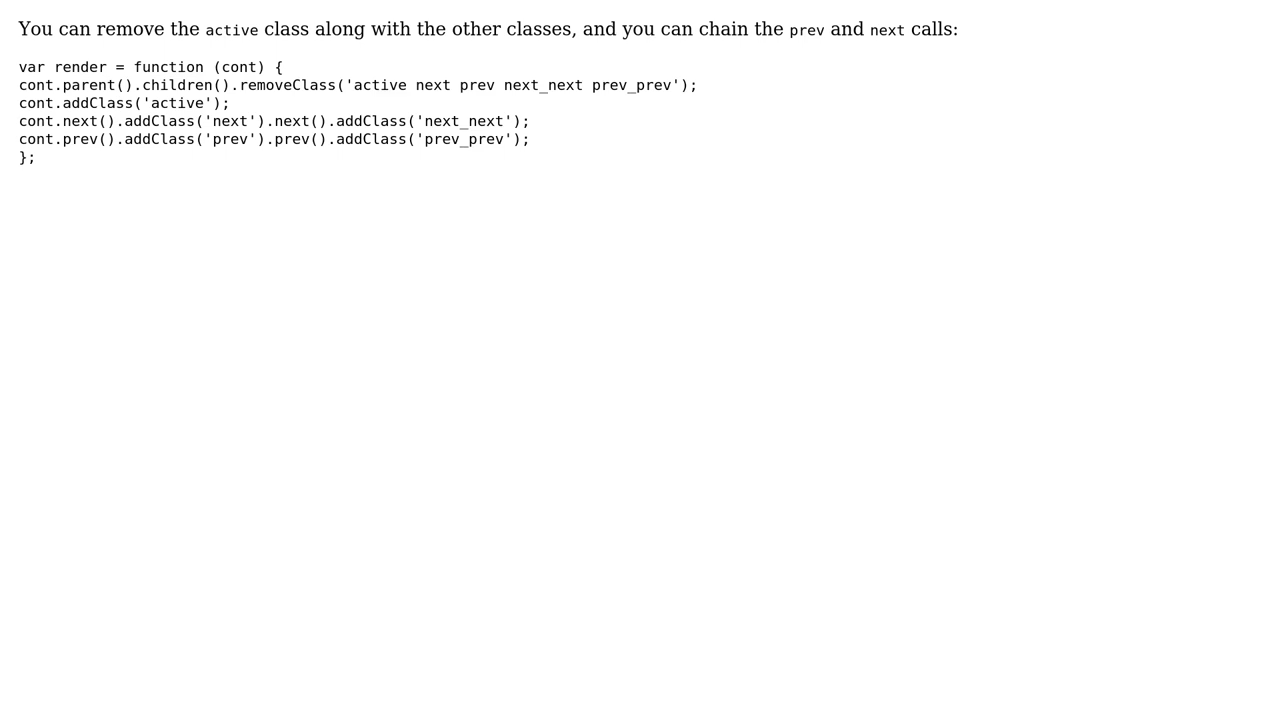 You can remove the active class along with the other classes, and you can chain the prev and next calls:
var render = function (cont) {
cont.parent().children().removeClass('active next prev next_next prev_prev');
cont.addClass('active');
cont.next().addClass('next').next().addClass('next_next');
cont.prev().addClass('prev').prev().addClass('prev_prev');
};